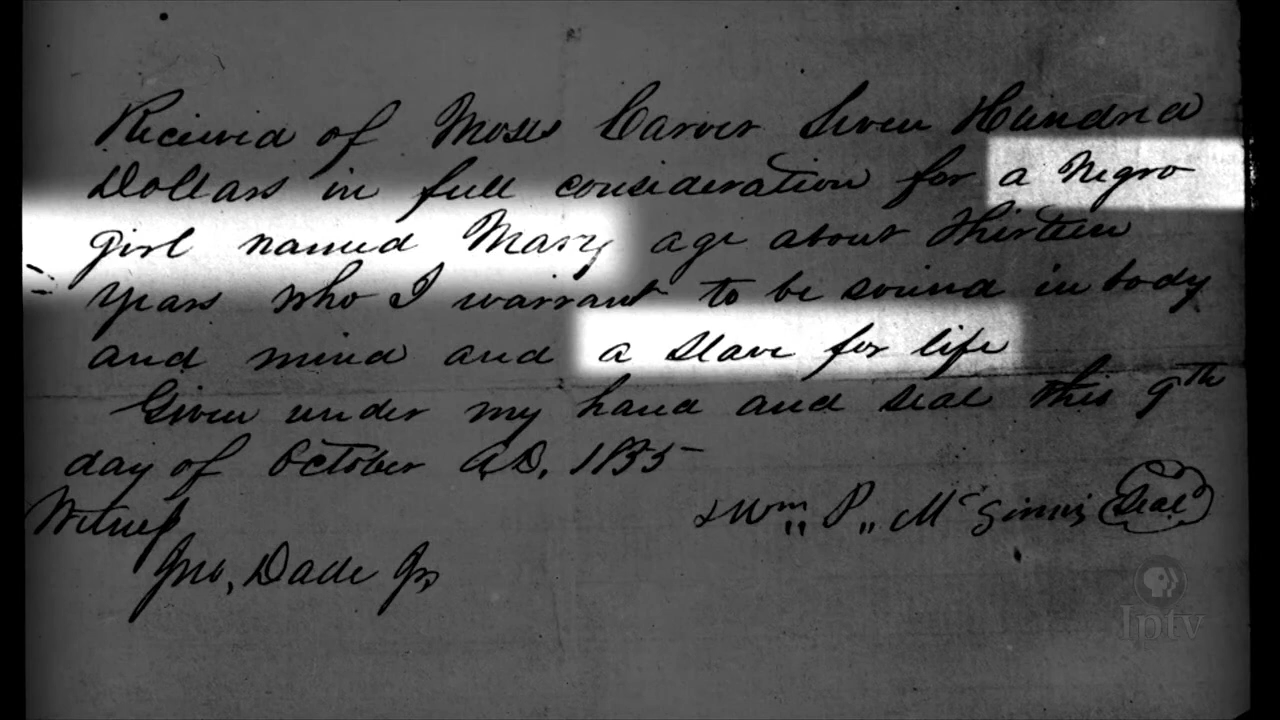 Recieved of Moses Carver Seven Hundred
Dollars in full consideration for a Negro
girl named Mary age about thirteen
years who I warrant to be sound in body
and mind and a slave for life
Given under my hand and seal this 9th
day of October A.D. 1855
Witness
Wm P. McGinnis Seal
Jno, Dade Jr
Iptv